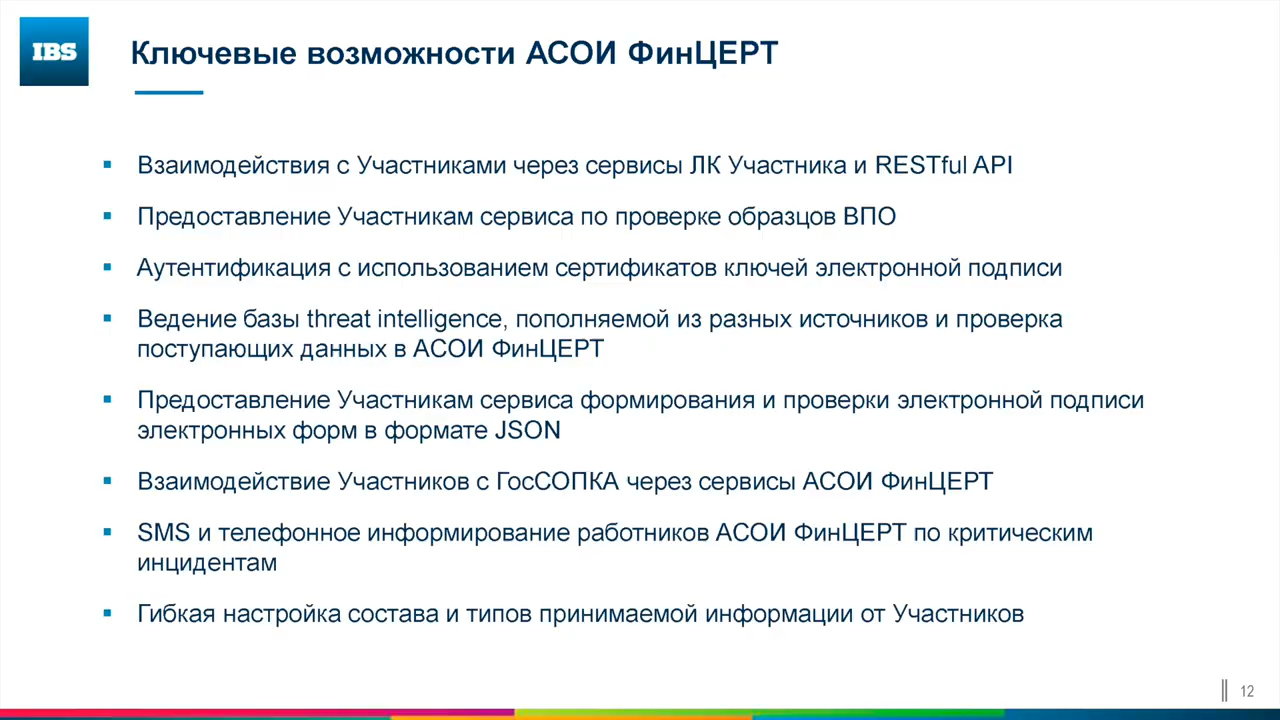 IBS
Ключевые возможности АСОИ ФинЦЕРТ
Взаимодействия с Участниками через сервисы ЛК Участника и RESTful API
Предоставление Участникам сервиса по проверке образцов ВПО
Аутентификация с использованием сертификатов ключей электронной подписи
Ведение базы threat intelligence, пополняемой из разных источников и проверка
поступающих данных в АСОИ ФинЦЕРТ
Предоставление Участникам сервиса формирования и проверки электронной подписи
электронных форм в формате JSON
Взаимодействие Участников с ГосСОПКА через сервисы АСОИ ФинЦЕРТ
SMS и телефонное информирование работников АСОИ ФинЦЕРТ по критическим
инцидентам
Гибкая настройка состава и типов принимаемой информации от Участников
12